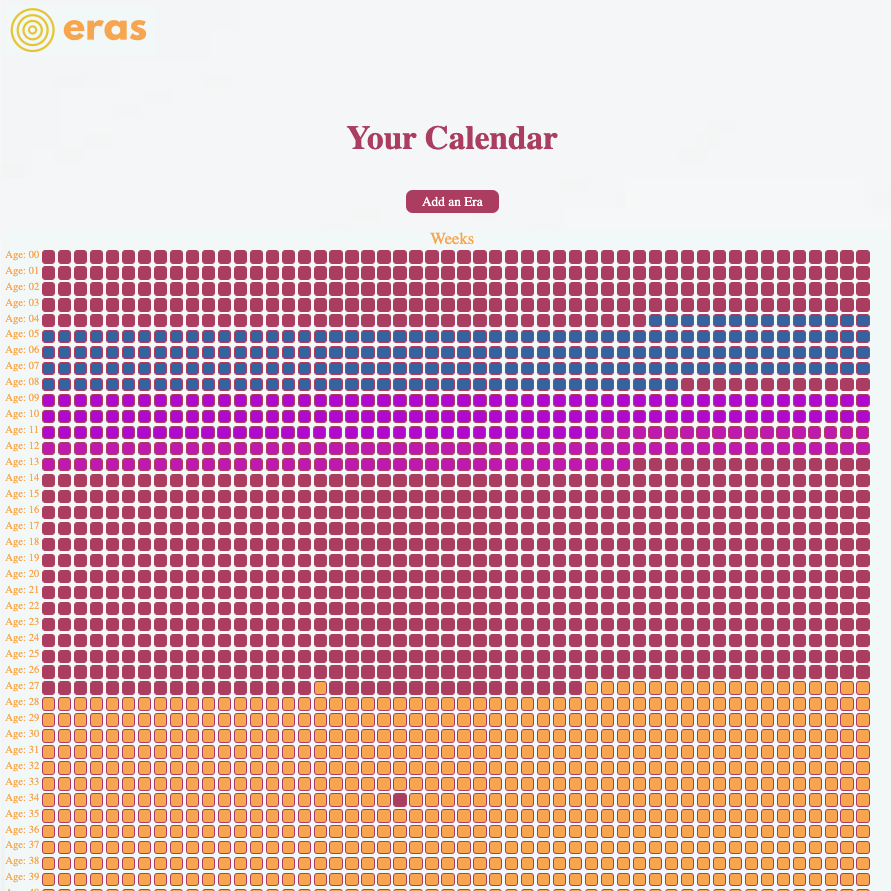 eras
Your Calendar
Add an Era
Weeks
Age: 00
Age: 01
Age: 02
Age: 03
Age: 04
Age: 05
Age: 06
Age: 07
Age: 08
Age: 09
Age: 10
Age: 11
Age: 12
Age: 13
Age: 14
Age: 15
Age: 16
Age: 17
Age: 18
Age: 19
Age: 20
Age: 21
Age: 22
Age: 23
Age: 24
Age: 25
Age: 26
Age: 27
Age: 28
Age: 29
Age: 30
Age: 31
Age: 32
Age: 33
Age: 34
Age: 35
Age: 36
Age: 37
Age: 38
Age: 39